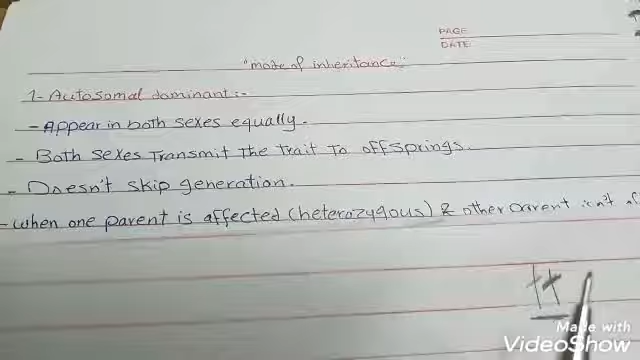 PAGE
DATE:
"mode of inheritance"
1- Autosomal dominant:-
- Appear in both sexes equally.
- Both sexes Transmit The trait To offsprings.
- Doesn't skip generation.
- when one parent is affected (heterozygous) & other parent isn't
Made with
VideoShow